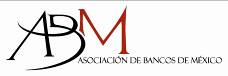 ABM
ASOCIACIÓN DE BANCOS DE MÉXICO